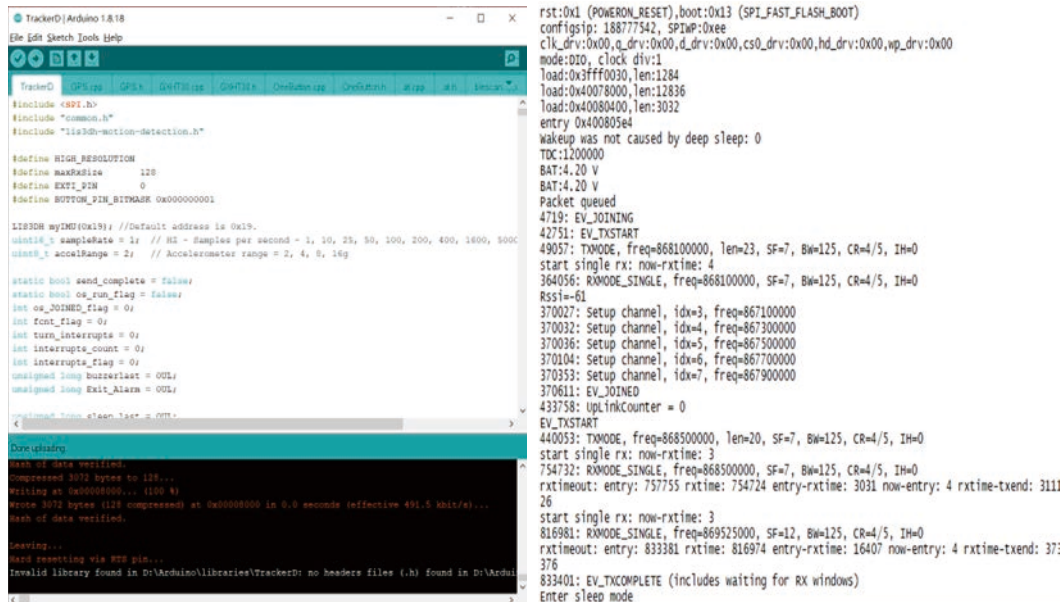 TrackerD | Arduino 1.8.18
File Edit Sketch Tools Help
TrackerD GPS.cpp GPS.h GXHT3X.cpp GXHT3X.h OneButton.cpp OneButton.h at.cpp at.h
#include <SPI.h>
#include "common.h"
#include "lis3dh-motion-detection.h"
#define HIGH_RESOLUTION
#define maxRxSize 128
#define EXTI_PIN 0
#define BUTTON_PIN_BITMASK 0x000000001
LIS3DH myIMU(0x19); //Default address is 0x19.
uint16_t sampleRate = 1; // HZ - Samples per second - 1, 10, 25, 50, 100, 200, 400, 1600, 5000
uint8_t accelRange = 2; // Accelerometer range = 2, 4, 8, 16g
static bool send_complete = false;
static bool os_run_flag = false;
int os_JOINED_flag = 0;
int fcnt_flag = 0;
int turn_interrupts = 0;
int interrupts_count = 0;
int interrupts_flag = 0;
unsigned long buzzerlast = 0UL;
unsigned long Exit_Alarm = 0UL;
unsigned long sleep_last = 0UL;
Done uploading
Hash of data verified.
Compressed 3072 bytes to 128...
Writing at 0x00008000... (100 %)
Wrote 3072 bytes (128 compressed) at 0x00008000 in 0.0 seconds (effective 491.5 kbit/s)...
Hash of data verified.
Leaving...
Hard resetting via RTS pin...
Invalid library found in D:\Arduino\libraries\TrackerD: no headers files (.h) found in D:\Ardui
rst:0x1 (POWERON_RESET),boot:0x13 (SPI_FAST_FLASH_BOOT)
configsip: 188777542, SPIWP:0xee
clk_drv:0x00,q_drv:0x00,d_drv:0x00,cs0_drv:0x00,hd_drv:0x00,wp_drv:0x00
mode:DIO, clock div:1
load:0x3fff0030,len:1284
load:0x40078000,len:12836
load:0x40080400,len:3032
entry 0x400805e4
Wakeup was not caused by deep sleep: 0
TDC:1200000
BAT:4.20 V
BAT:4.20 V
Packet queued
4719: EV_JOINING
42751: EV_TXSTART
49057: TXMODE, freq=868100000, len=23, SF=7, BW=125, CR=4/5, IH=0
start single rx: now-rxtime: 4
364056: RXMODE_SINGLE, freq=868100000, SF=7, BW=125, CR=4/5, IH=0
Rssi=-61
370027: Setup channel, idx=3, freq=867100000
370032: Setup channel, idx=4, freq=867300000
370036: Setup channel, idx=5, freq=867500000
370104: Setup channel, idx=6, freq=867700000
370353: Setup channel, idx=7, freq=867900000
370611: EV_JOINED
433758: UpLinkCounter = 0
EV_TXSTART
440053: TXMODE, freq=868500000, len=20, SF=7, BW=125, CR=4/5, IH=0
start single rx: now-rxtime: 3
754732: RXMODE_SINGLE, freq=868500000, SF=7, BW=125, CR=4/5, IH=0
rxtimeout: entry: 757755 rxtime: 754724 entry-rxtime: 3031 now-entry: 4 rxtime-txend: 3111
26
start single rx: now-rxtime: 3
816981: RXMODE_SINGLE, freq=869525000, SF=12, BW=125, CR=4/5, IH=0
rxtimeout: entry: 833381 rxtime: 816974 entry-rxtime: 16407 now-entry: 4 rxtime-txend: 373
376
833401: EV_TXCOMPLETE (includes waiting for RX windows)
Enter sleep mode